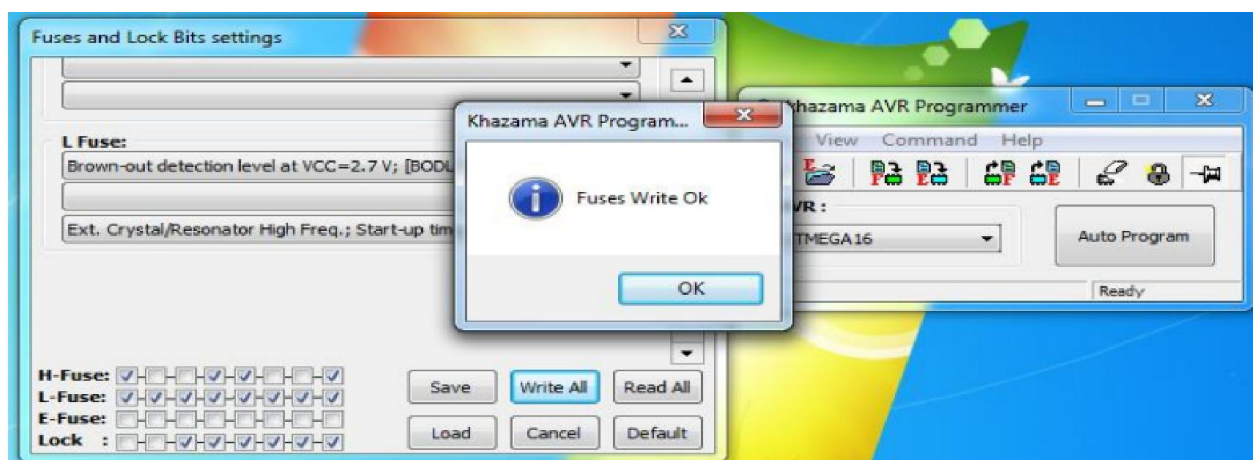 Fuses and Lock Bits settings
L Fuse:
Brown-out detection level at VCC=2.7 V; [BODL
Ext. Crystal/Resonator High Freq.; Start-up tim
H-Fuse:
L-Fuse:
E-Fuse:
Lock :
Save
Write All
Read All
Load
Cancel
Default
Khazama AVR Program...
Fuses Write Ok
OK
khazama AVR Programmer
View Command Help
F E F E
VR :
TMEGA16
Auto Program
Ready